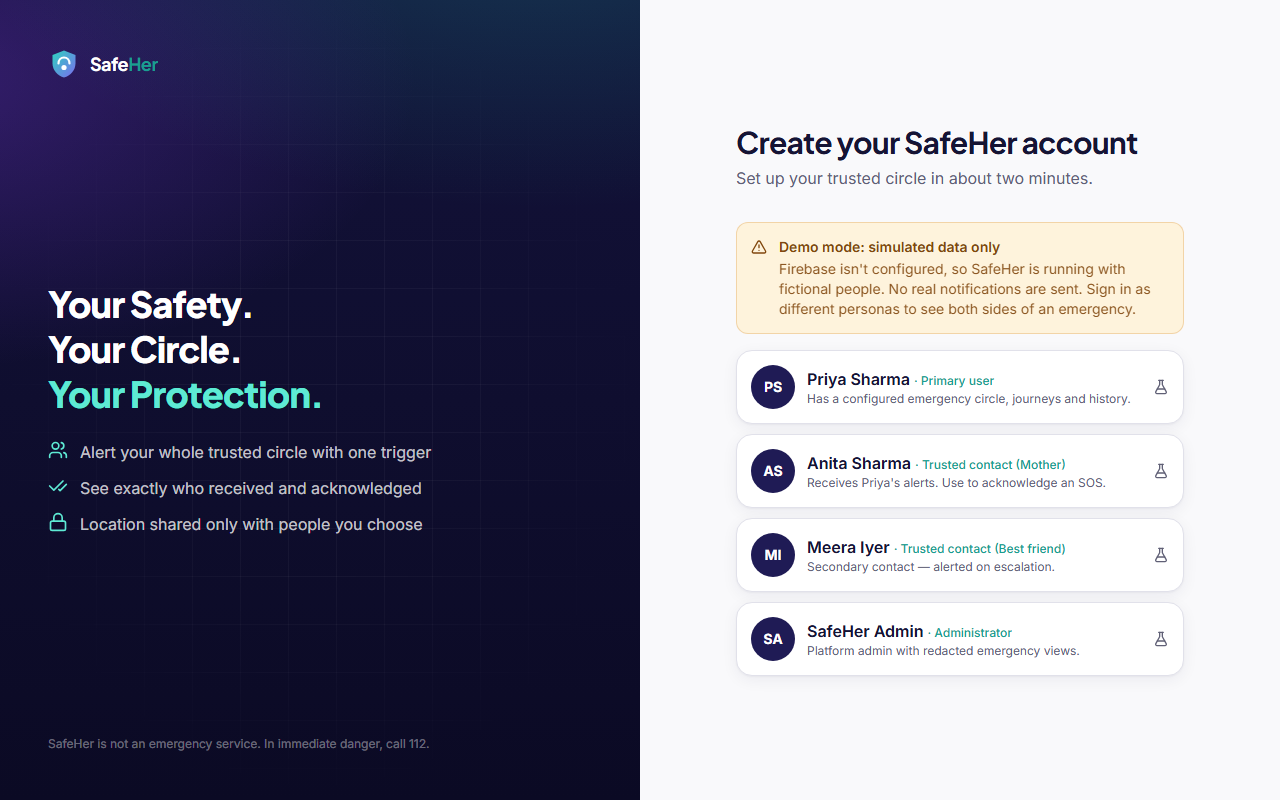 SafeHer
Your Safety.
Your Circle.
Your Protection.
Alert your whole trusted circle with one trigger
See exactly who received and acknowledged
Location shared only with people you choose
SafeHer is not an emergency service. In immediate danger, call 112.
Create your SafeHer account
Set up your trusted circle in about two minutes.
Demo mode: simulated data only
Firebase isn't configured, so SafeHer is running with
fictional people. No real notifications are sent. Sign in as
different personas to see both sides of an emergency.
PS
Priya Sharma · Primary user
Has a configured emergency circle, journeys and history.
AS
Anita Sharma · Trusted contact (Mother)
Receives Priya's alerts. Use to acknowledge an SOS.
MI
Meera Iyer · Trusted contact (Best friend)
Secondary contact — alerted on escalation.
SA
SafeHer Admin · Administrator
Platform admin with redacted emergency views.